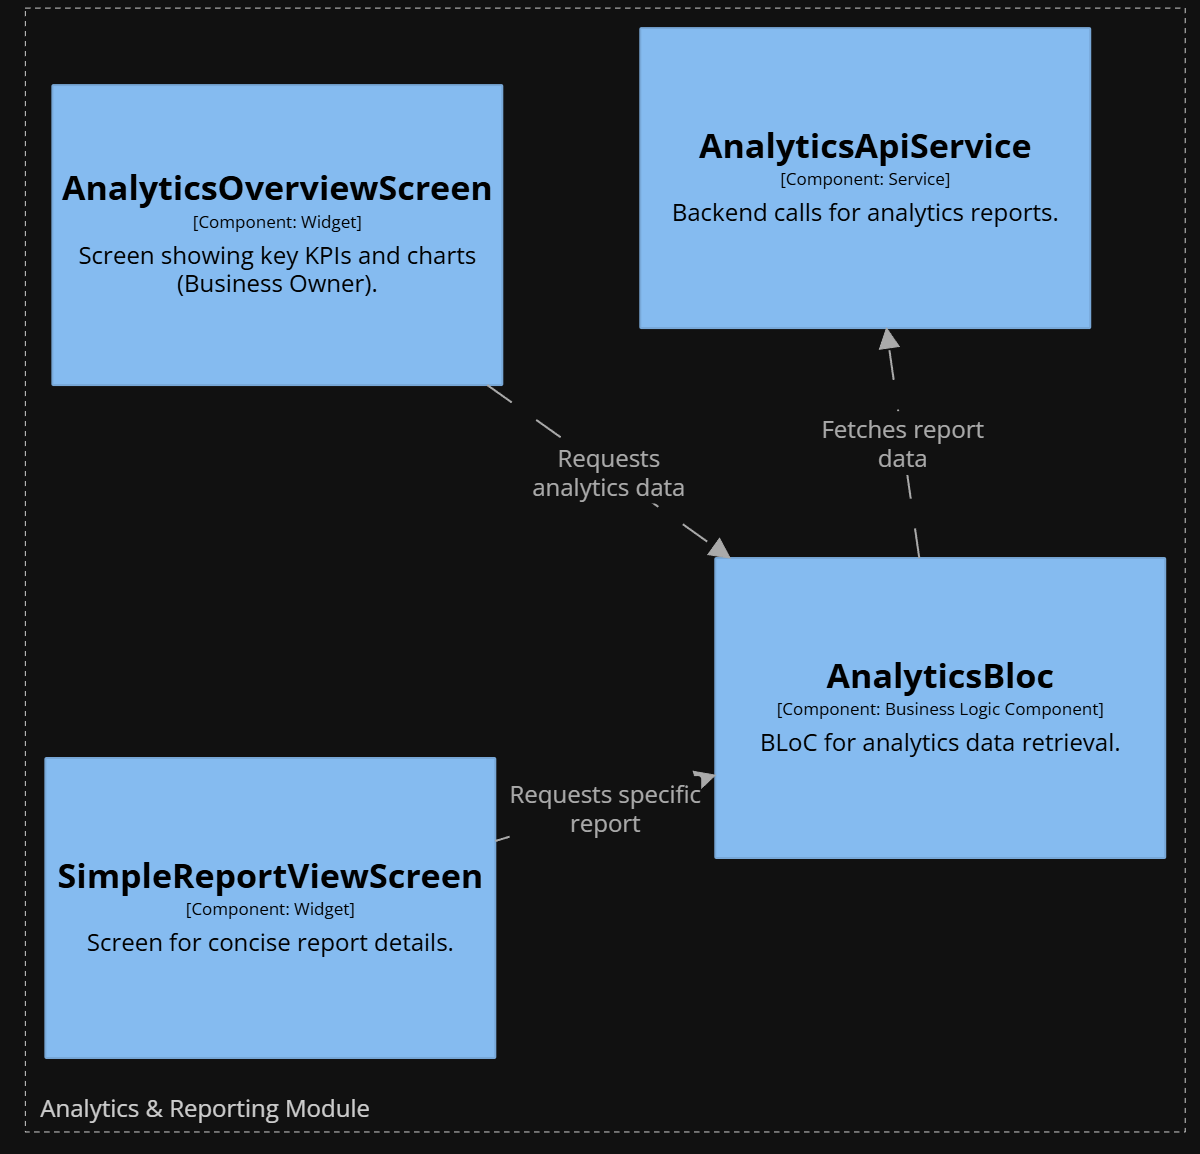 AnalyticsOverviewScreen
[Component: Widget]
Screen showing key KPIs and charts
(Business Owner).
AnalyticsApiService
[Component: Service]
Backend calls for analytics reports.
Requests
analytics data
Fetches report
data
AnalyticsBloc
[Component: Business Logic Component]
BLoC for analytics data retrieval.
Requests specific
report
SimpleReportViewScreen
[Component: Widget]
Screen for concise report details.
Analytics & Reporting Module